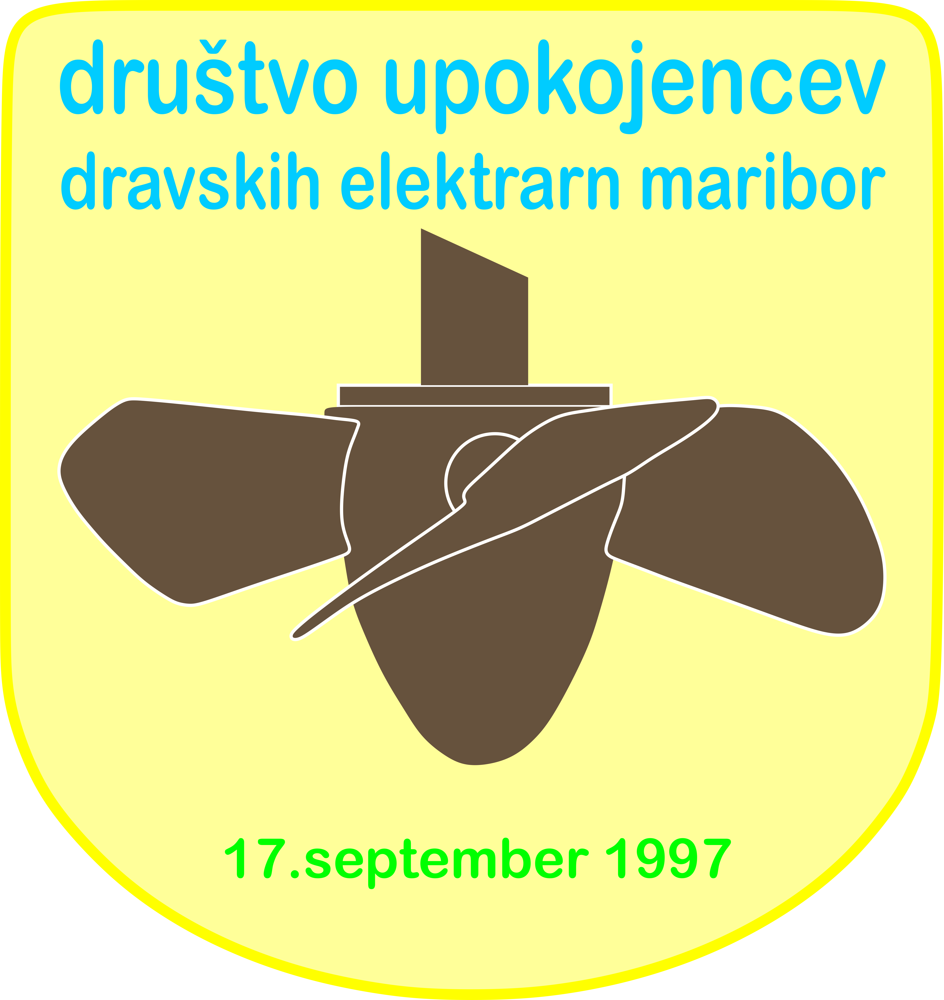 društvo upokojencev
dravskih elektrarn maribor
17.september 1997